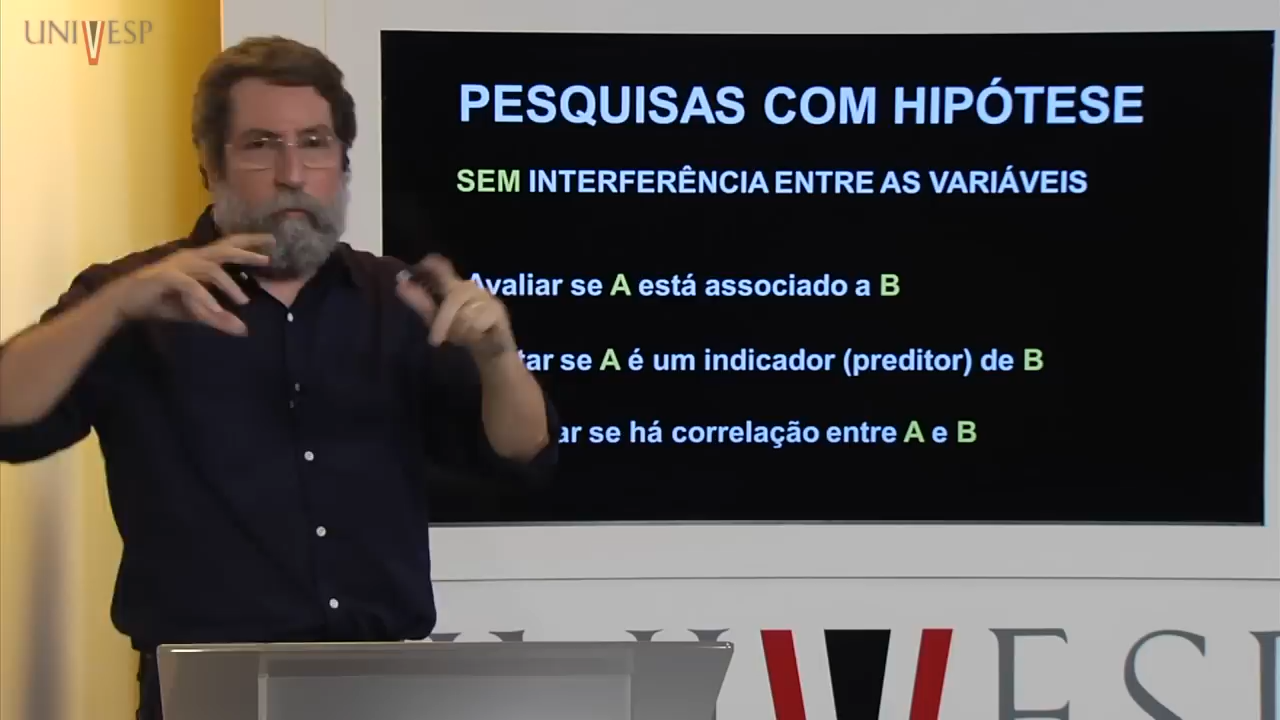 UNIVESP
PESQUISAS COM HIPÓTESE
SEM INTERFERÊNCIA ENTRE AS VARIÁVEIS
Avaliar se A está associado a B
se A é um indicador (preditor) de B
se há correlação entre A e B